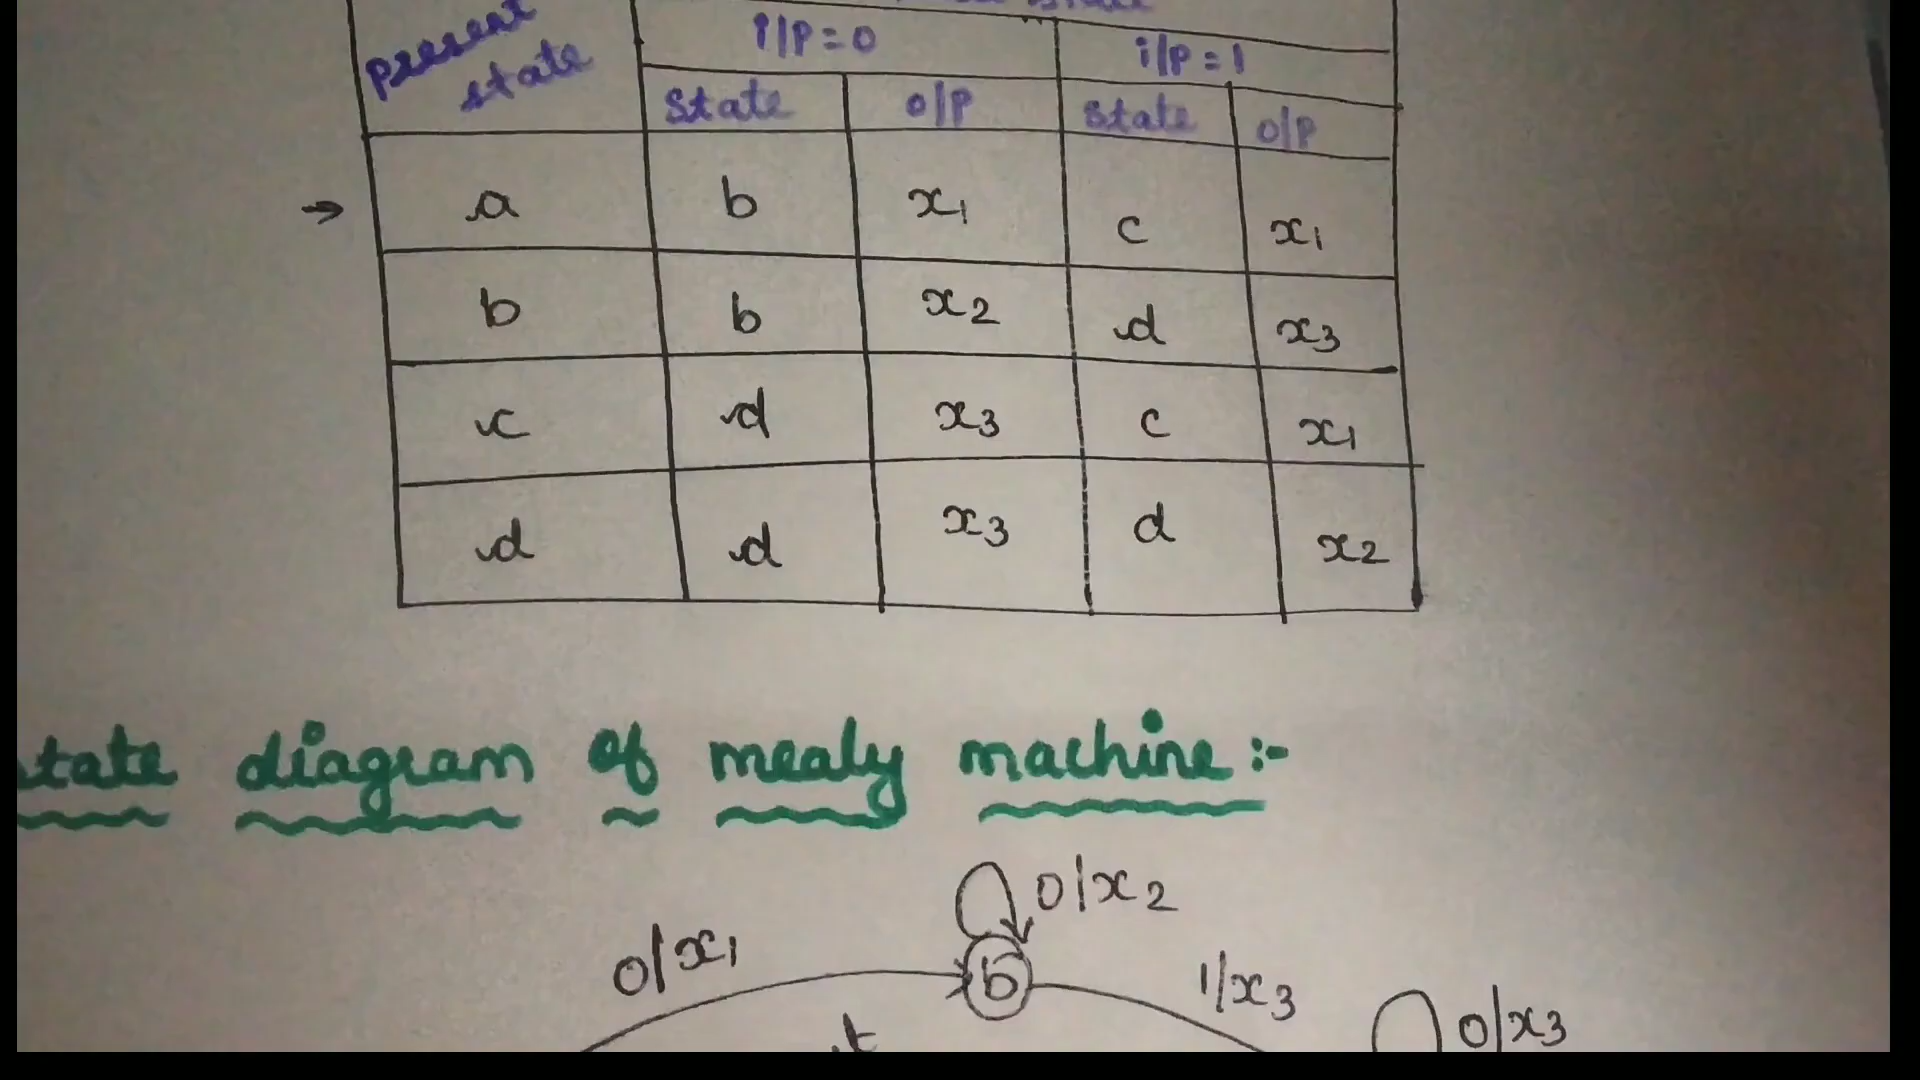 present state
i/p=0 i/p=1
state o/p state o/p
→ a b x1 c x1
b b x2 d x3
c d x3 c x1
d d x3 d x2
tate diagram of mealy machine:-
0/x2
0/x1
b
1/x3
0/x3